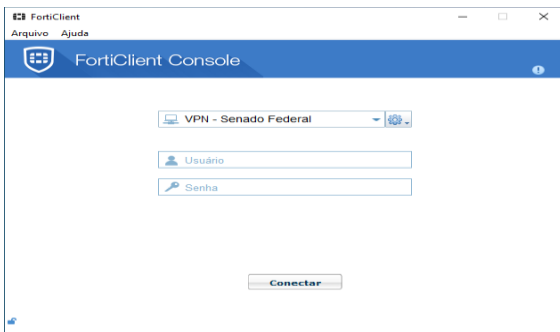 FortiClient
Arquivo Ajuda
FortiClient Console
VPN - Senado Federal
Usuário
Senha
Conectar